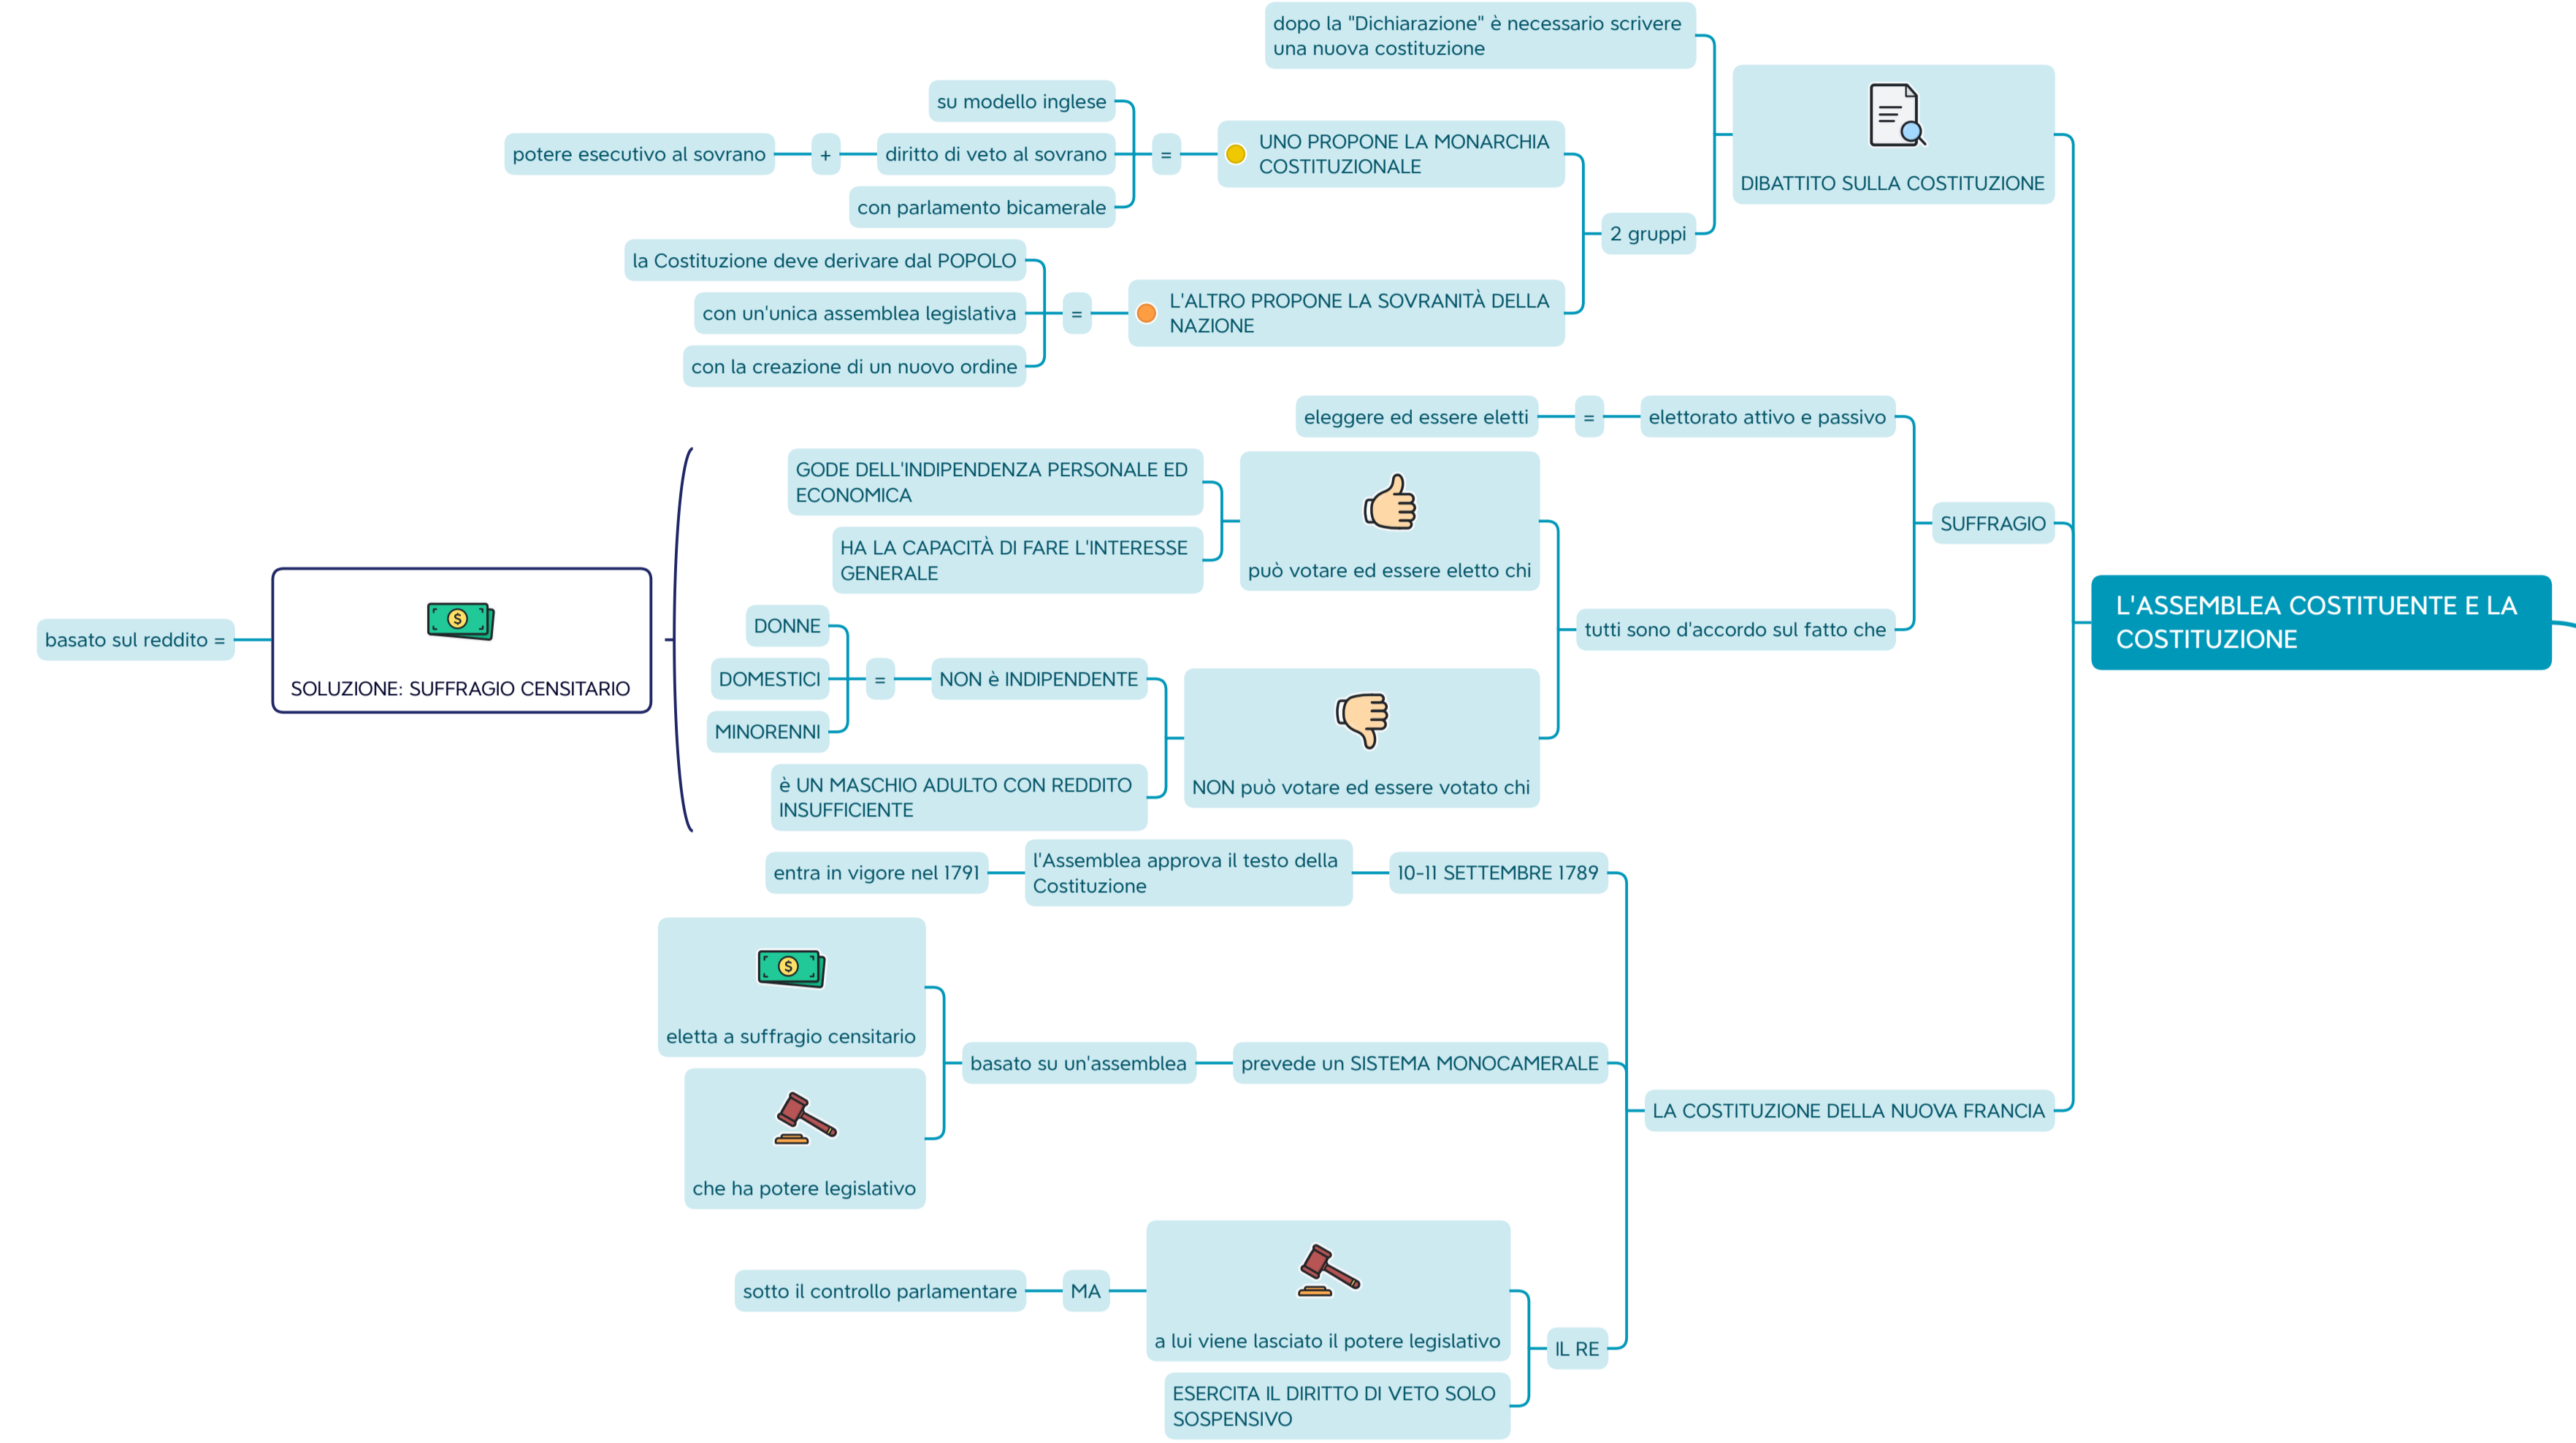 L'ASSEMBLEA COSTITUENTE E LA
COSTITUZIONE
DIBATTITO SULLA COSTITUZIONE
dopo la "Dichiarazione" è necessario scrivere
una nuova costituzione
2 gruppi
UNO PROPONE LA MONARCHIA
COSTITUZIONALE
=
su modello inglese
diritto di veto al sovrano
+
potere esecutivo al sovrano
con parlamento bicamerale
L'ALTRO PROPONE LA SOVRANITÀ DELLA
NAZIONE
=
la Costituzione deve derivare dal POPOLO
con un'unica assemblea legislativa
con la creazione di un nuovo ordine
SUFFRAGIO
elettorato attivo e passivo
=
eleggere ed essere eletti
tutti sono d'accordo sul fatto che
può votare ed essere eletto chi
GODE DELL'INDIPENDENZA PERSONALE ED
ECONOMICA
HA LA CAPACITÀ DI FARE L'INTERESSE
GENERALE
NON può votare ed essere votato chi
NON è INDIPENDENTE
=
DONNE
DOMESTICI
MINORENNI
è UN MASCHIO ADULTO CON REDDITO
INSUFFICIENTE
SOLUZIONE: SUFFRAGIO CENSITARIO
basato sul reddito =
LA COSTITUZIONE DELLA NUOVA FRANCIA
10-11 SETTEMBRE 1789
l'Assemblea approva il testo della
Costituzione
entra in vigore nel 1791
prevede un SISTEMA MONOCAMERALE
basato su un'assemblea
eletta a suffragio censitario
che ha potere legislativo
IL RE
a lui viene lasciato il potere legislativo
MA
sotto il controllo parlamentare
ESERCITA IL DIRITTO DI VETO SOLO
SOSPENSIVO